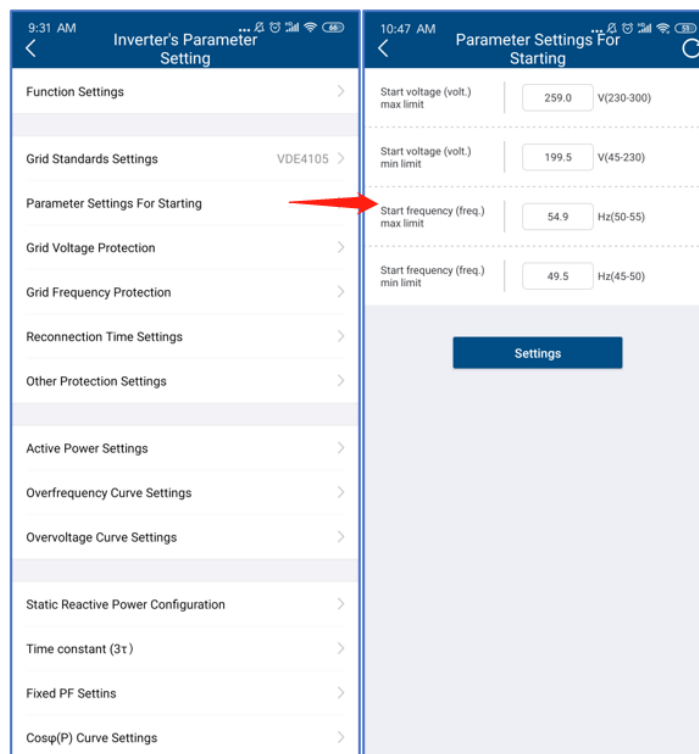 9:31 AM
... 66
Inverter's Parameter
Setting
Function Settings
Grid Standards Settings VDE4105
Parameter Settings For Starting
Grid Voltage Protection
Grid Frequency Protection
Reconnection Time Settings
Other Protection Settings
Active Power Settings
Overfrequency Curve Settings
Overvoltage Curve Settings
Static Reactive Power Configuration
Time constant (3τ)
Fixed PF Settins
Cosφ(P) Curve Settings
10:47 AM
...
Parameter Settings For
Starting
Start voltage (volt.)
max limit
259.0 V(230-300)
Start voltage (volt.)
min limit
199.5 V(45-230)
Start frequency (freq.)
max limit
54.9 Hz(50-55)
Start frequency (freq.)
min limit
49.5 Hz(45-50)
Settings